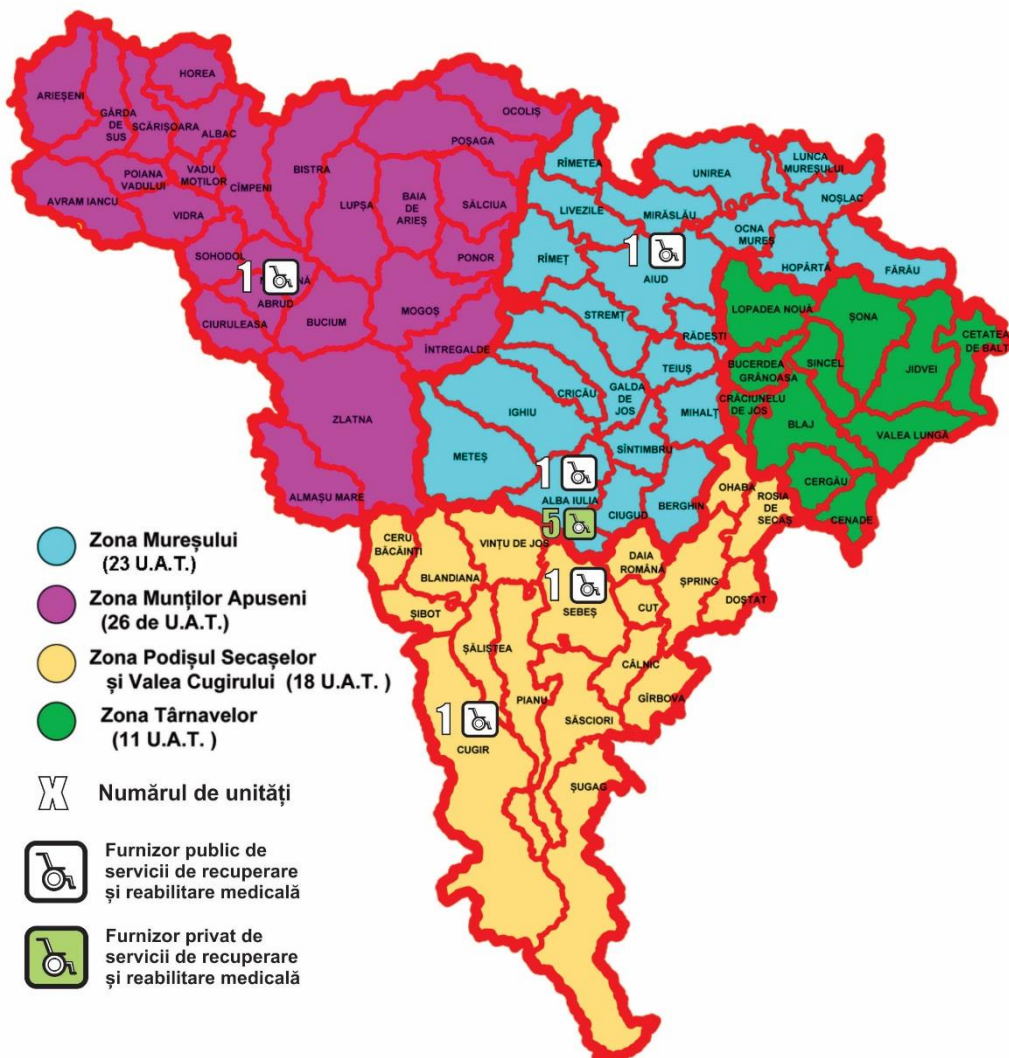 HOREA
ARIEȘENI
GÂRDA
DE
SUS
SCĂRIȘOARA
ALBAC
OCOLIȘ
POȘAGA
BISTRA
POIANA
VADULUI
VADU
MOȚILOR
CÎMPENI
AVRAM IANCU
VIDRA
LUPȘA
BAIA
DE
ARIEȘ
SĂLCIUA
SOHODOL
PONOR
1
ABRUD
CIURULEASA
BUCIUM
MOGOȘ
ÎNTREGALDE
ZLATNA
ALMAȘU MARE
RÎMETEA
UNIREA
LUNCA
MUREȘULUI
NOȘLAC
LIVEZILE
MIRĂSLĂU
OCNA
MUREȘ
RÎMEȚ
1
AIUD
HOPÂRTĂ
FĂRĂU
STREMȚ
RĂDEȘTI
TEIUȘ
CRICĂU
GALDA
DE
JOS
IGHIU
MIHALȚ
METEȘ
SÎNTIMBRU
1
ALBA IULIA
5
CIUGUD
BERGHIN
LOPADEA NOUĂ
ȘONA
CETATEA
DE BALTĂ
BUCERDEA
GRÂNOASA
SINCEL
JIDVEI
CRĂCIUNELU
DE JOS
BLAJ
VALEA LUNGĂ
CERGĂU
CENADE
OHABA
ROSIA
DE
SECAȘ
CERU
BĂCĂINȚI
VINȚU DE JOS
BLANDIANA
DAIA
ROMÂNĂ
1
SEBEȘ
ȘPRING
ȘIBOT
CUT
DOȘTAT
ȘĂLIȘTEA
CÂLNIC
PIANU
GÎRBOVA
1
CUGIR
SĂSCIORI
ȘUGAG
Zona Mureșului
(23 U.A.T.)
Zona Munților Apuseni
(26 de U.A.T.)
Zona Podișul Secașelor
și Valea Cugirului (18 U.A.T. )
Zona Târnavelor
(11 U.A.T. )
X Numărul de unități
Furnizor public de
servicii de recuperare
și reabilitare medicală
Furnizor privat de
servicii de recuperare
și reabilitare medicală